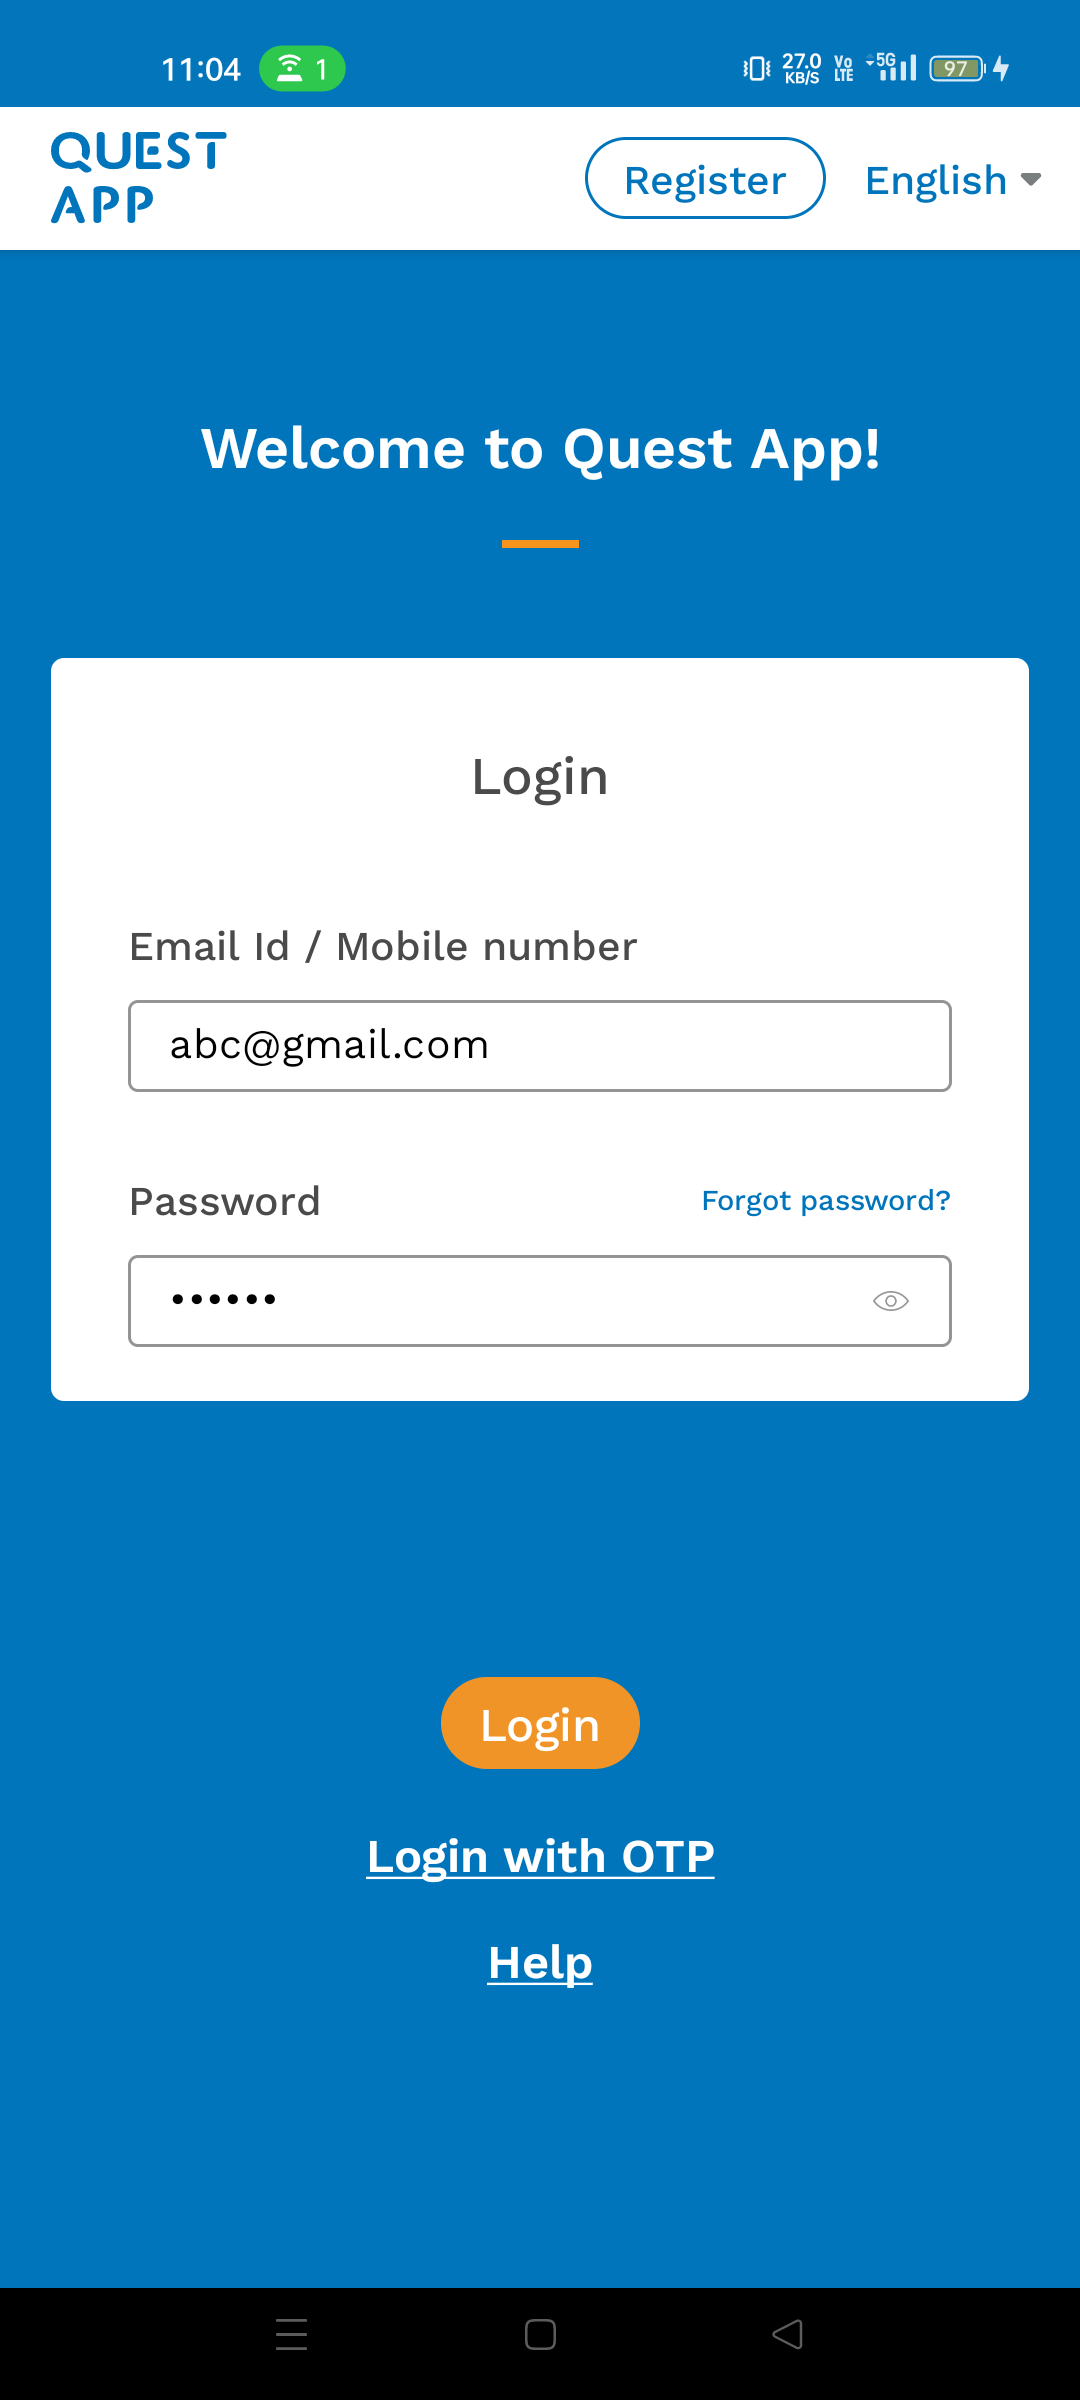 11:04 1 27.0 KB/S Vo LTE 5G 97
QUEST
APP
Register English
Welcome to Quest App!
Login
Email Id / Mobile number
abc@gmail.com
Password Forgot password?
••••••
Login
Login with OTP
Help